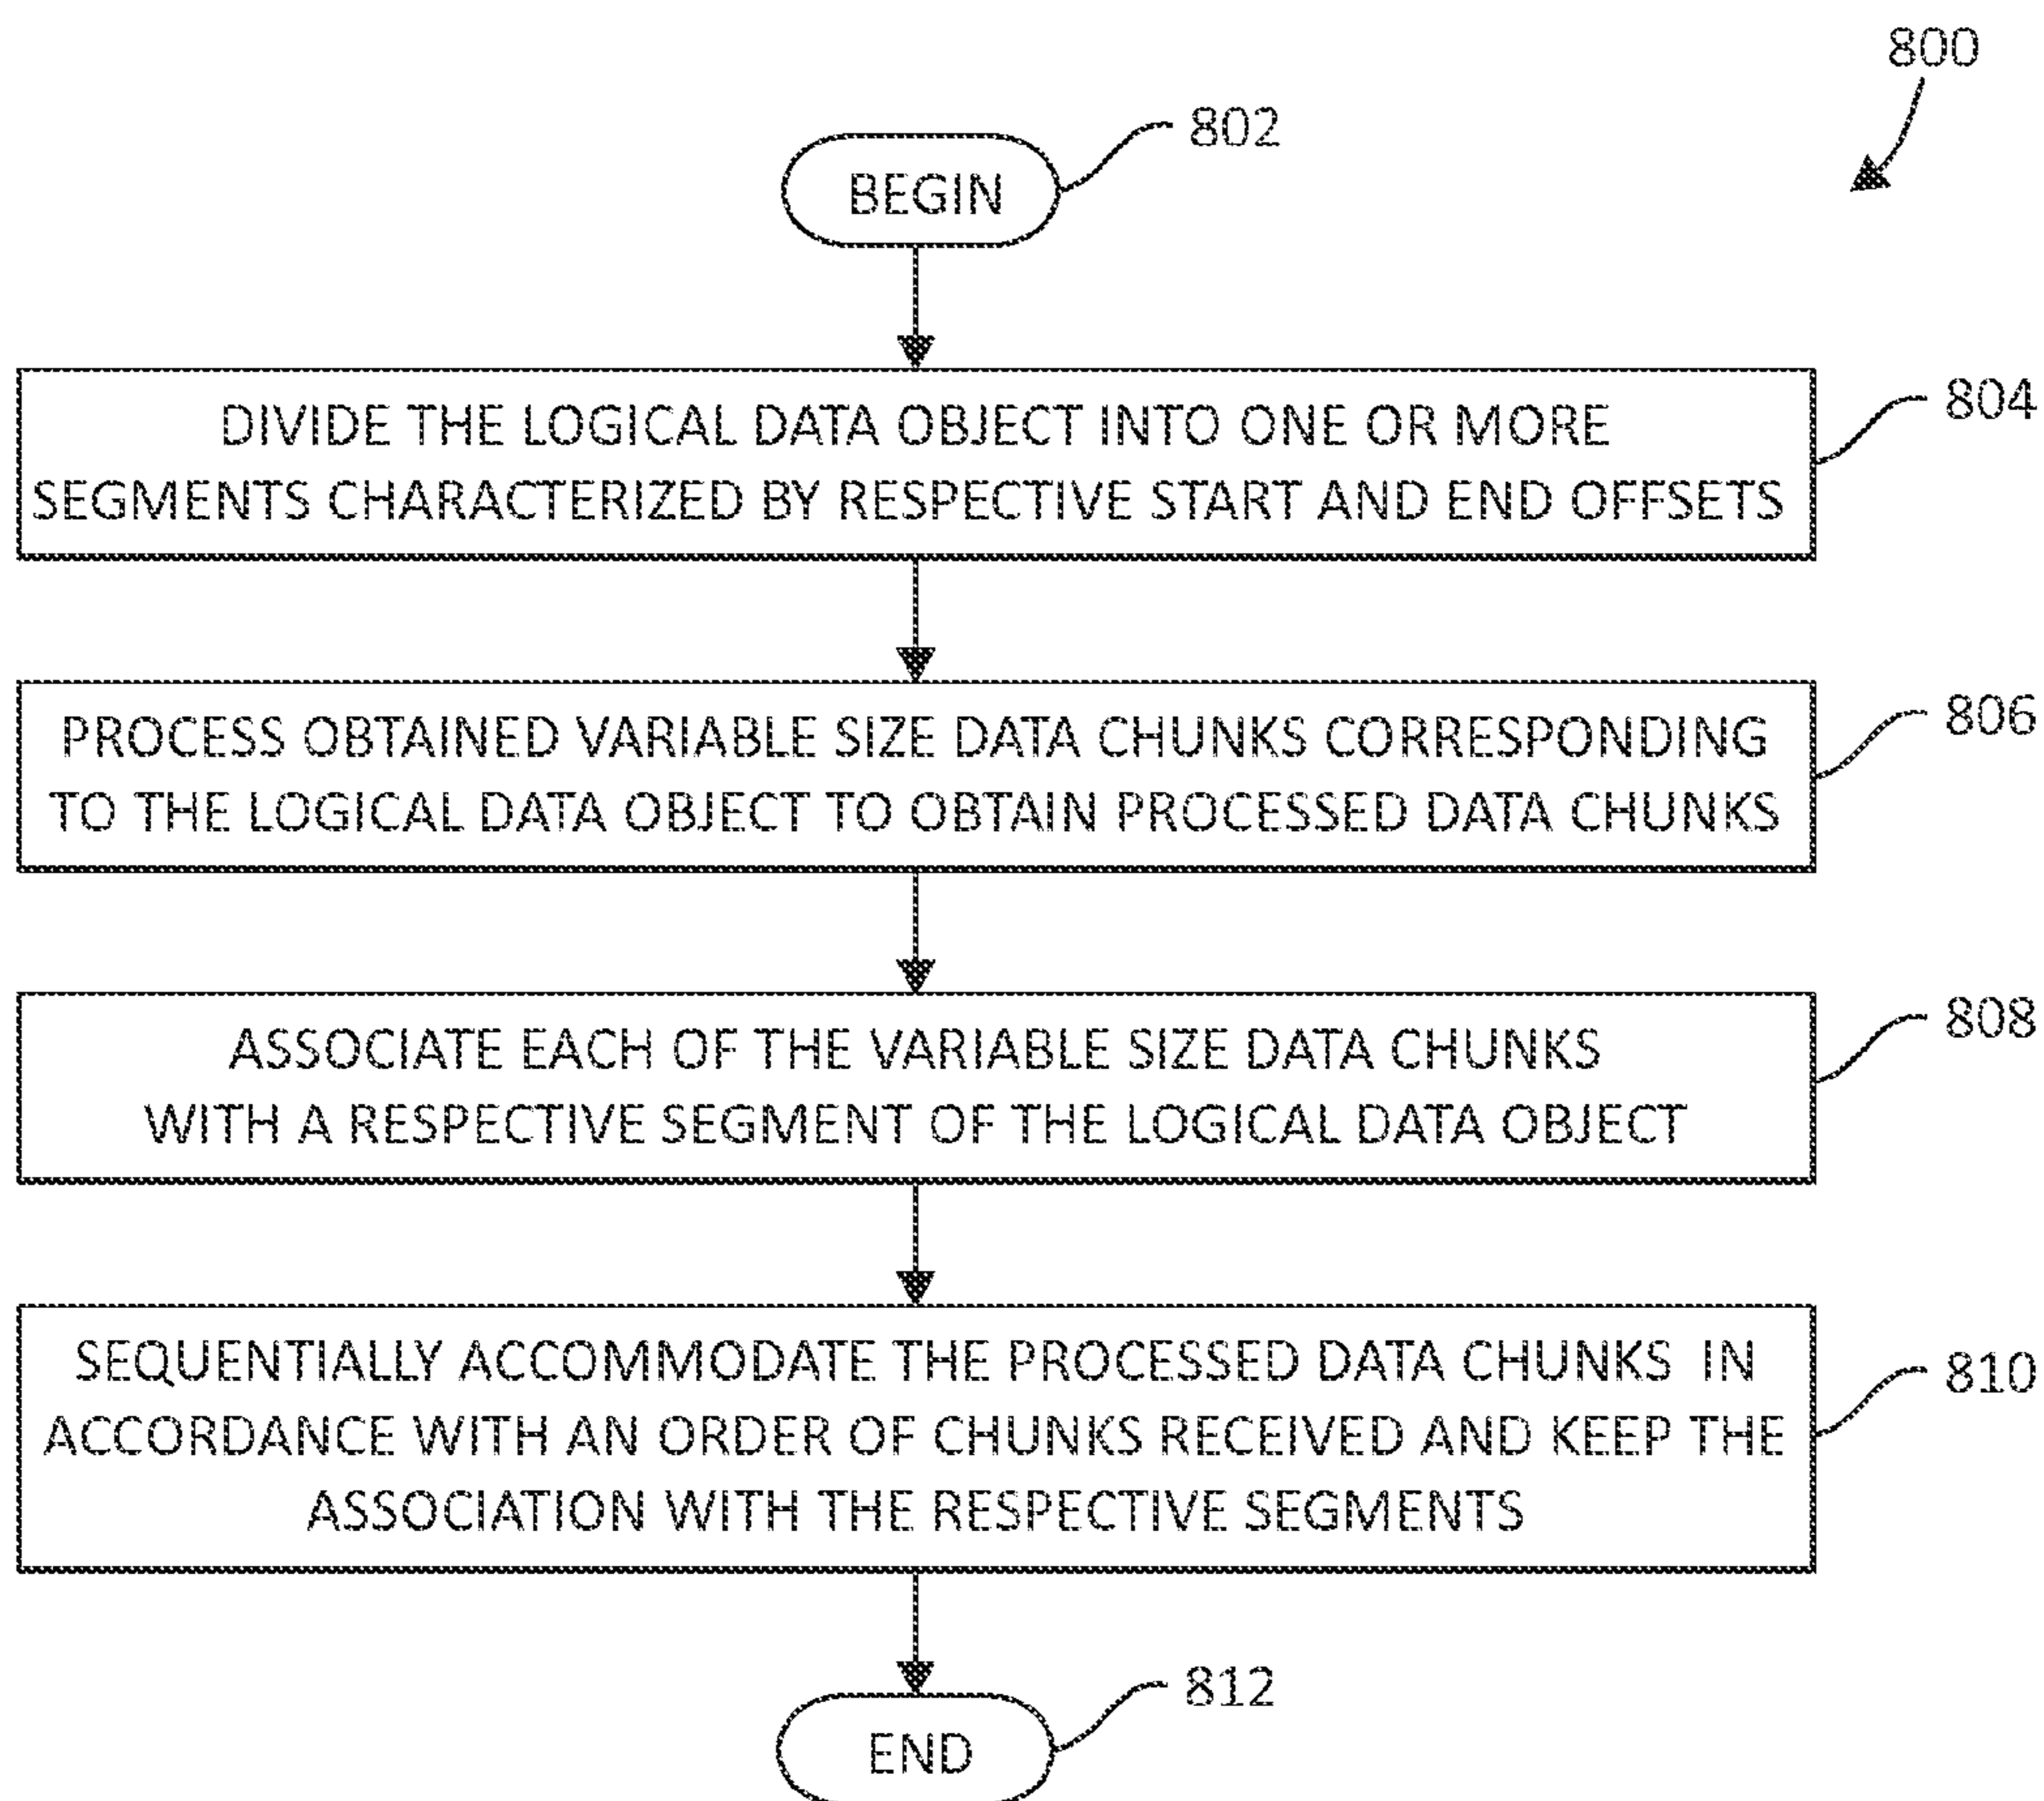 800
802
BEGIN
DIVIDE THE LOGICAL DATA OBJECT INTO ONE OR MORE
SEGMENTS CHARACTERIZED BY RESPECTIVE START AND END OFFSETS
804
PROCESS OBTAINED VARIABLE SIZE DATA CHUNKS CORRESPONDING
TO THE LOGICAL DATA OBJECT TO OBTAIN PROCESSED DATA CHUNKS
806
ASSOCIATE EACH OF THE VARIABLE SIZE DATA CHUNKS
WITH A RESPECTIVE SEGMENT OF THE LOGICAL DATA OBJECT
808
SEQUENTIALLY ACCOMMODATE THE PROCESSED DATA CHUNKS IN
ACCORDANCE WITH AN ORDER OF CHUNKS RECEIVED AND KEEP THE
ASSOCIATION WITH THE RESPECTIVE SEGMENTS
810
812
END